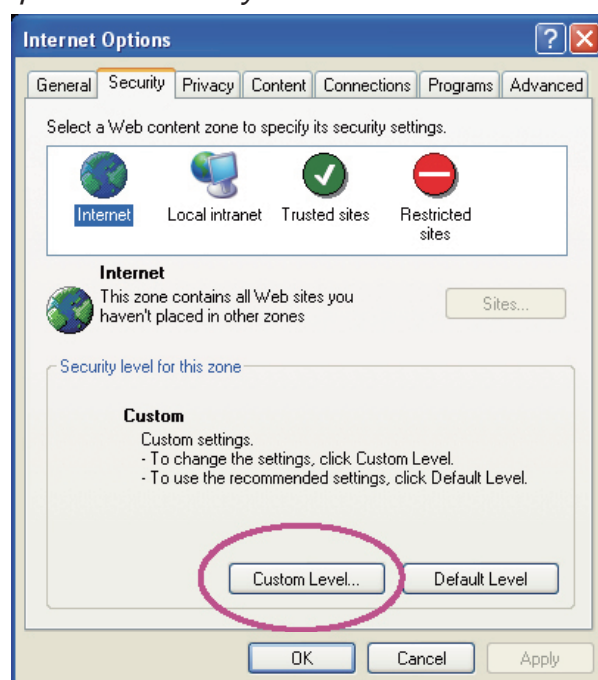 Internet Options
General Security Privacy Content Connections Programs Advanced
Select a Web content zone to specify its security settings.
Internet Local intranet Trusted sites Restricted sites
Internet
This zone contains all Web sites you
haven't placed in other zones
Sites...
Security level for this zone
Custom
Custom settings.
- To change the settings, click Custom Level.
- To use the recommended settings, click Default Level.
Custom Level... Default Level
OK Cancel Apply